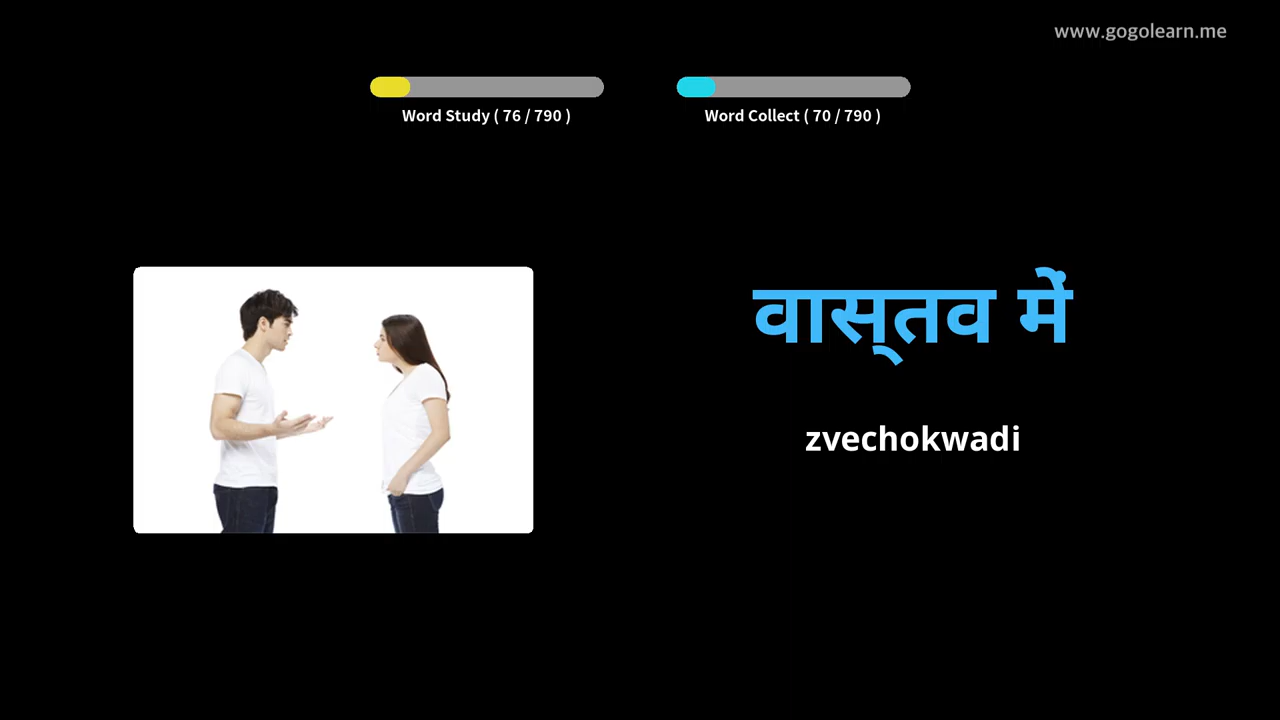 www.gogolearn.me
Word Study ( 76 / 790 )
Word Collect ( 70 / 790 )
वास्तव में
zvechokwadi